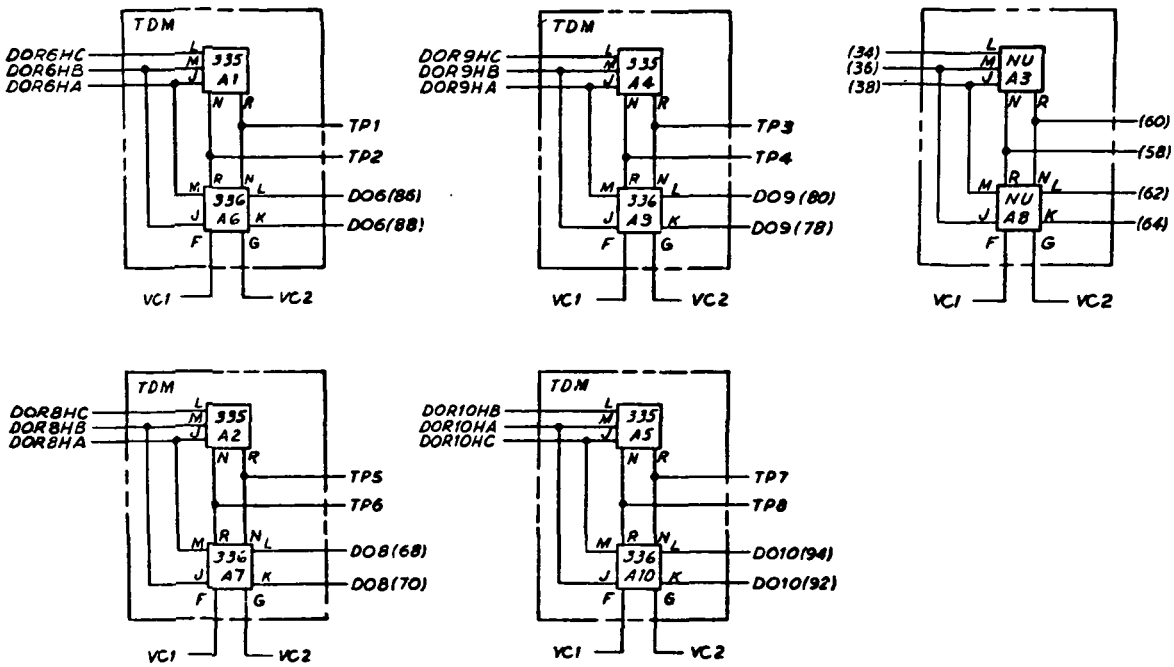 TDM
DOR6HC
L
335
A1
DOR6HB
M
DOR6HA
J
N R
TP1
TP2
R N
M
336
A6
L
DO6(86)
J
K
DO6(88)
F G
VC1
VC2
TDM
DOR9HC
L
335
A4
DOR9HB
M
DOR9HA
J
N R
TP3
TP4
R N
M
336
A9
L
DO9(80)
J
K
DO9(78)
F G
VC1
VC2
(34)
L
NU
A3
(36)
M
(38)
J
N R
(60)
(58)
R N
M
NU
A8
L
(62)
J
K
(64)
F G
VC1
VC2
TDM
DOR8HC
L
335
A2
DOR8HB
M
DOR8HA
J
N R
TP5
TP6
R N
M
336
A7
L
DO8(68)
J
K
DO8(70)
F G
VC1
VC2
TDM
DOR10HB
L
335
A5
DOR10HA
M
DOR10HC
J
N R
TP7
TP8
R N
M
336
A10
L
DO10(94)
J
K
DO10(92)
F G
VC1
VC2